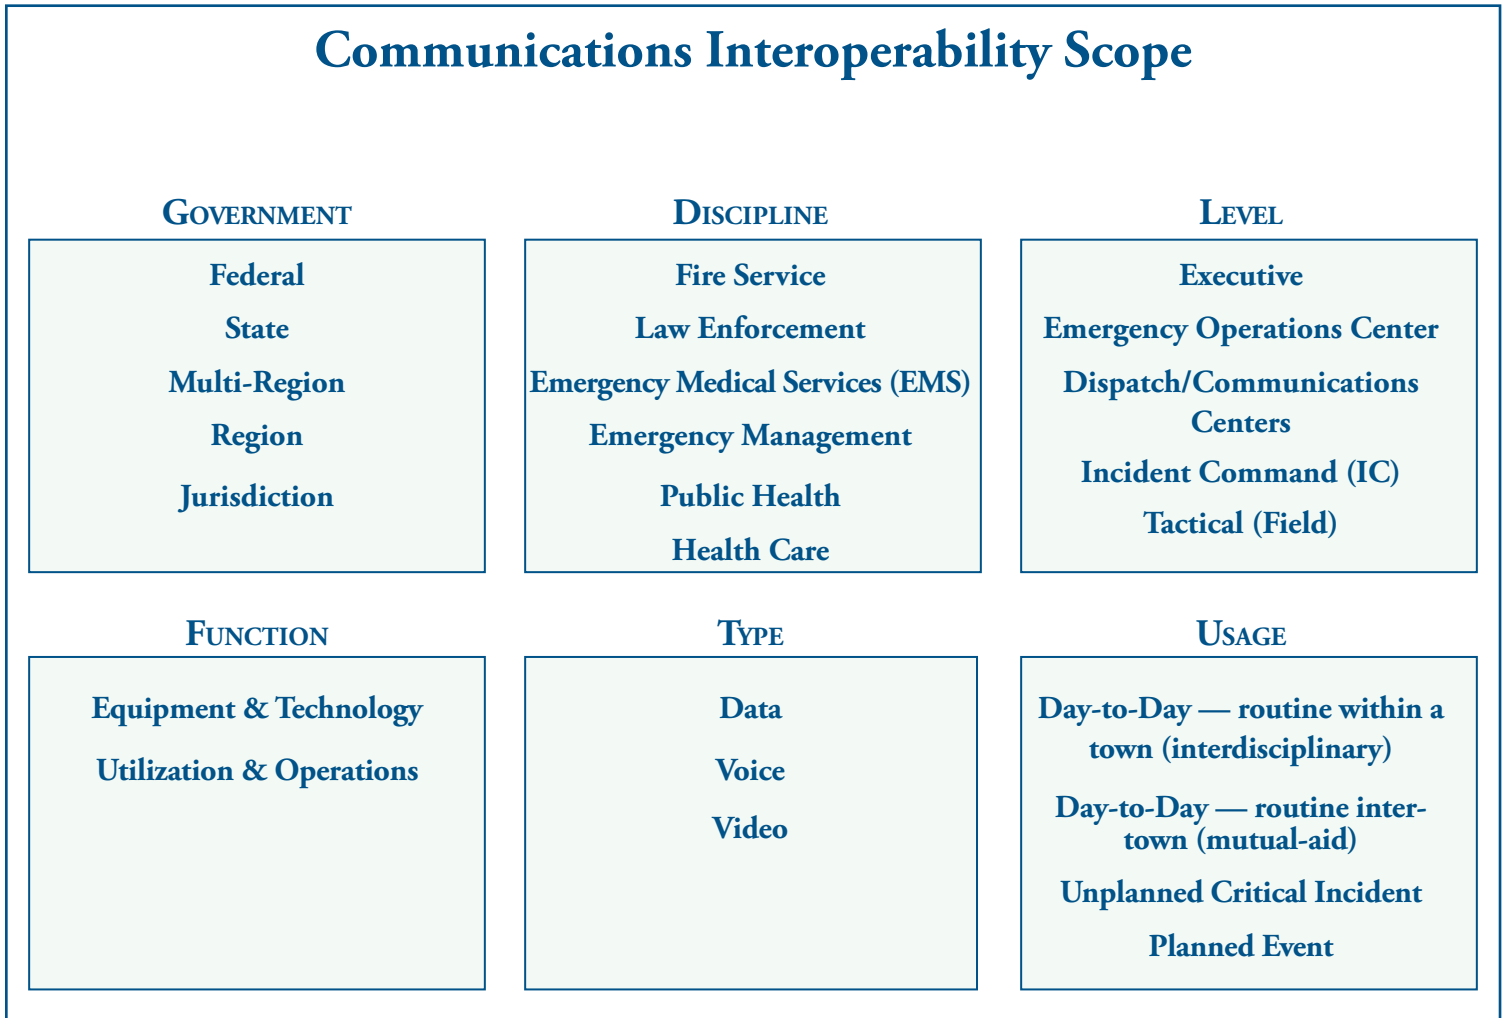 Communications Interoperability Scope
Government
Federal
State
Multi-Region
Region
Jurisdiction
Discipline
Fire Service
Law Enforcement
Emergency Medical Services (EMS)
Emergency Management
Public Health
Health Care
Level
Executive
Emergency Operations Center
Dispatch/Communications
Centers
Incident Command (IC)
Tactical (Field)
Function
Equipment & Technology
Utilization & Operations
Type
Data
Voice
Video
Usage
Day-to-Day — routine within a
town (interdisciplinary)
Day-to-Day — routine inter-
town (mutual-aid)
Unplanned Critical Incident
Planned Event